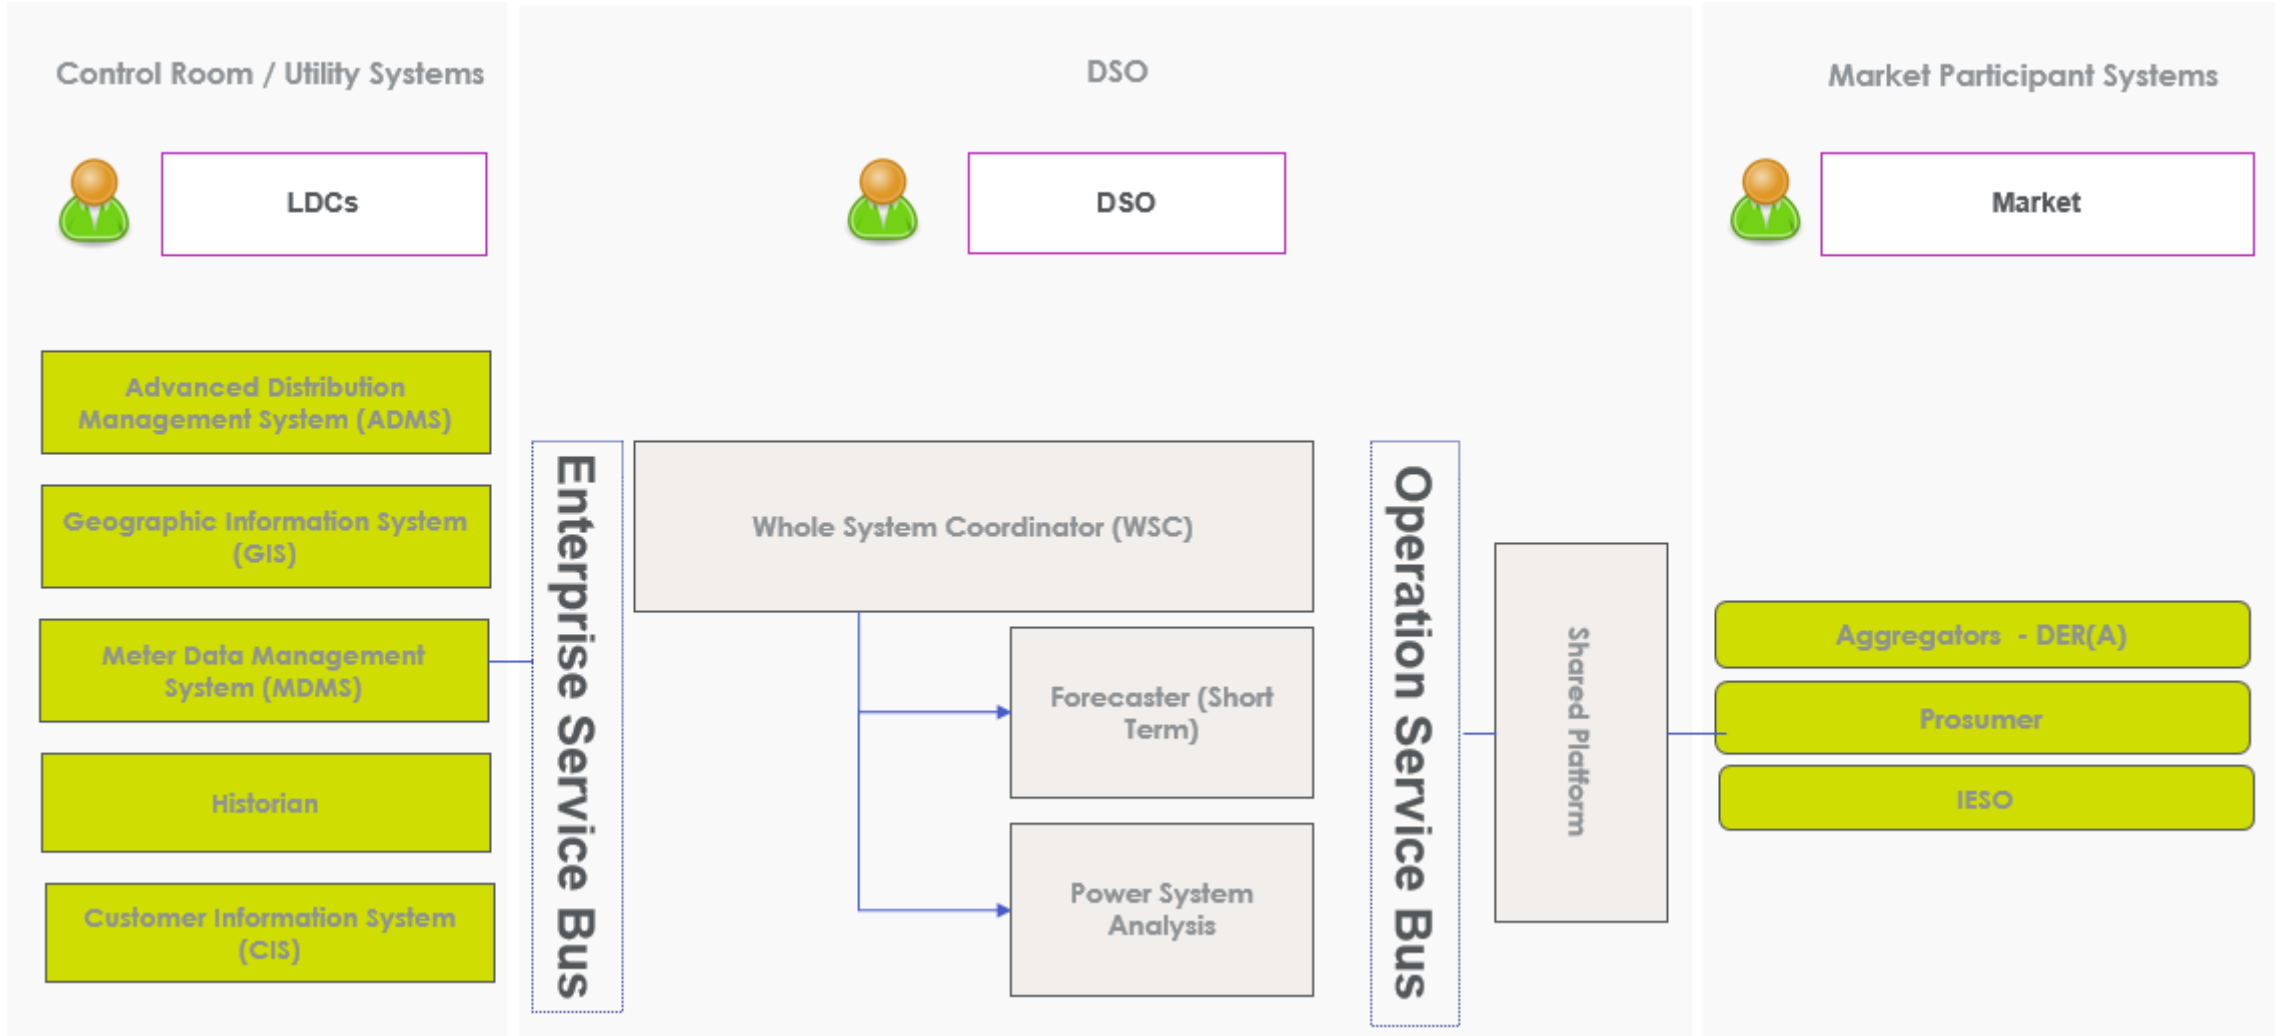 Control Room / Utility Systems
LDCs
Advanced Distribution
Management System (ADMS)
Geographic Information System
(GIS)
Meter Data Management
System (MDMS)
Historian
Customer Information System
(CIS)
DSO
DSO
Enterprise Service Bus
Whole System Coordinator (WSC)
Forecaster (Short
Term)
Power System
Analysis
Operation Service Bus
Shared Platform
Market Participant Systems
Market
Aggregators - DER(A)
Prosumer
IESO